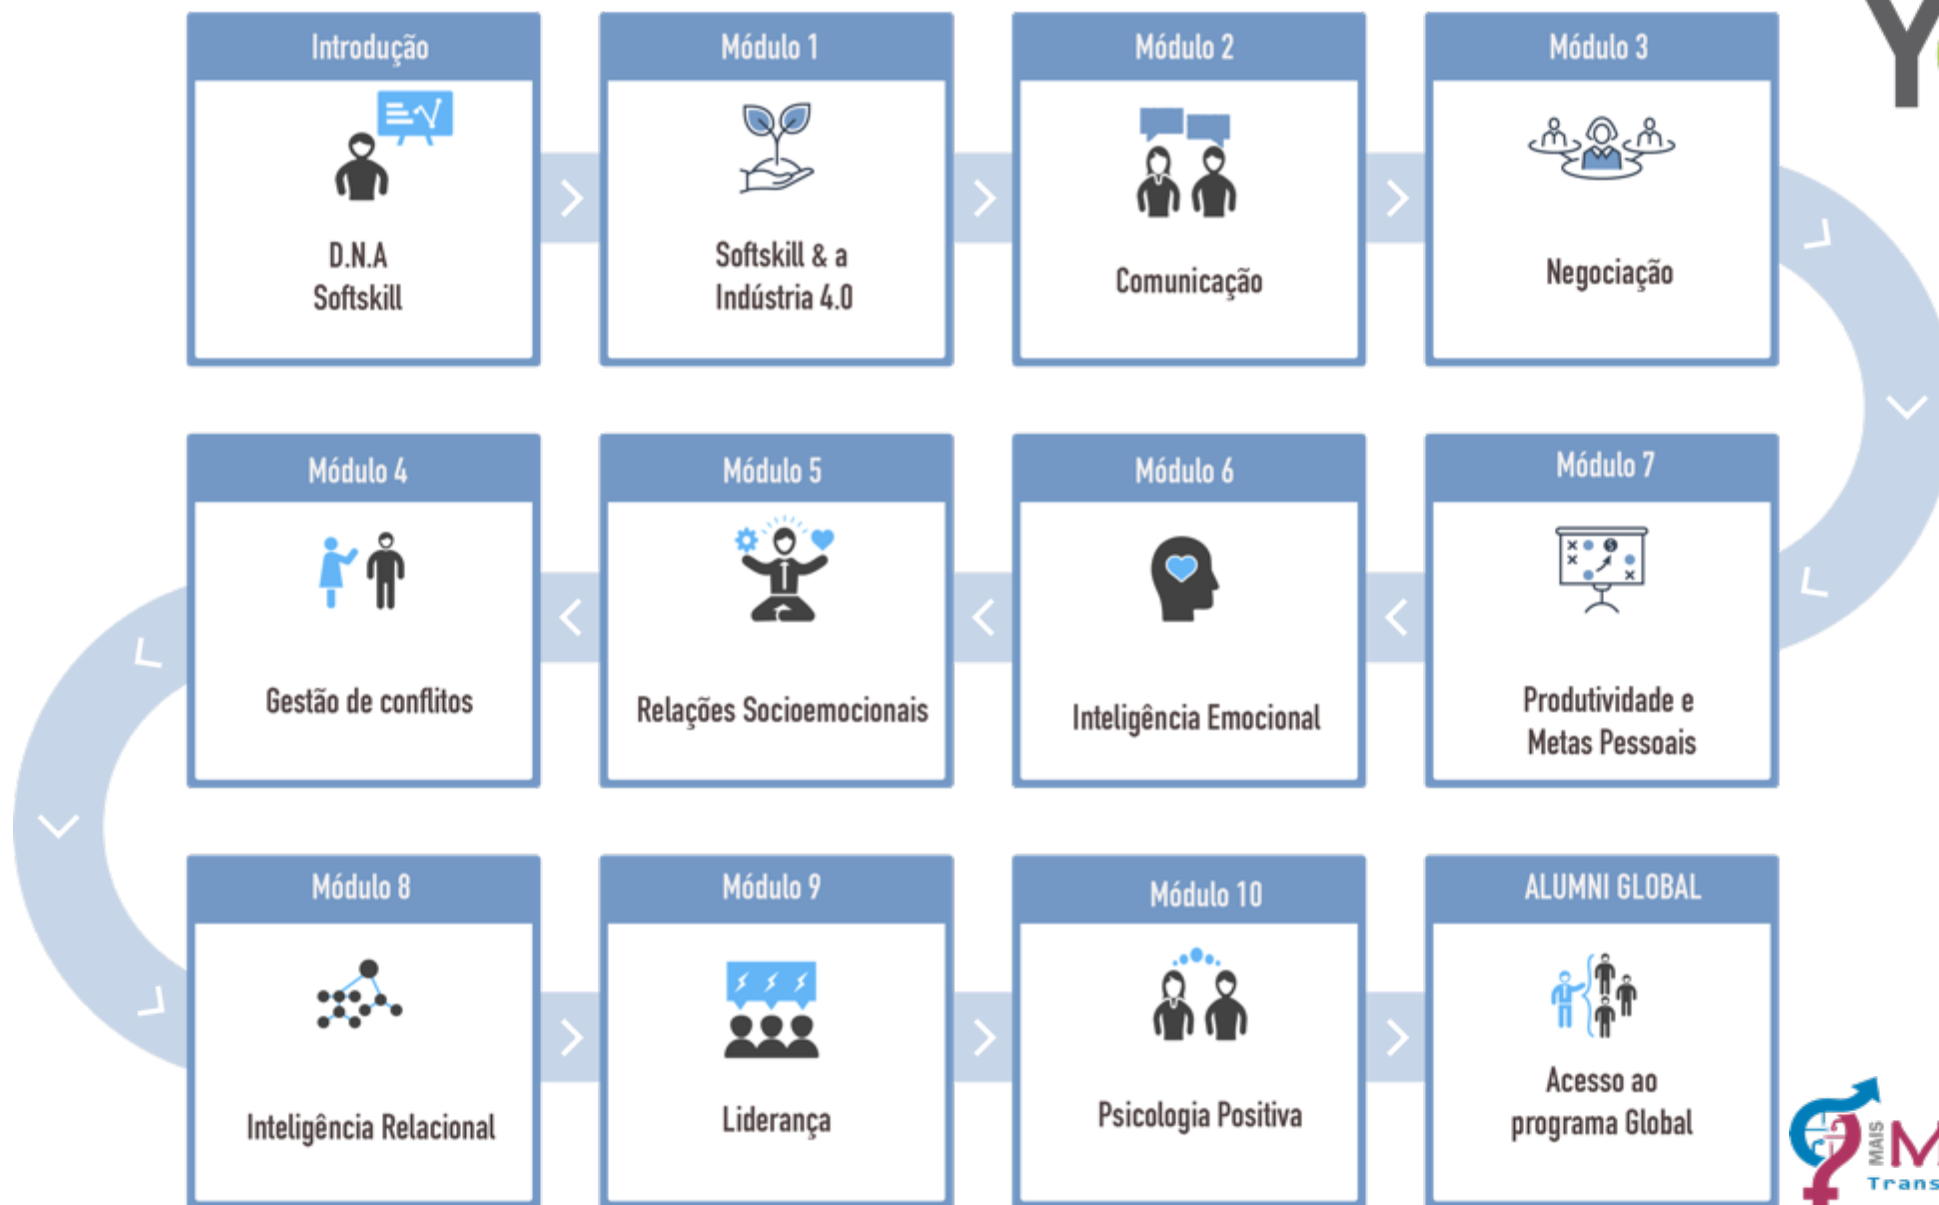 Introdução
D.N.A
Softskill
Módulo 1
Softskill & a
Indústria 4.0
Módulo 2
Comunicação
Módulo 3
Negociação
Módulo 4
Gestão de conflitos
Módulo 5
Relações Socioemocionais
Módulo 6
Inteligência Emocional
Módulo 7
Produtividade e
Metas Pessoais
Módulo 8
Inteligência Relacional
Módulo 9
Liderança
Módulo 10
Psicologia Positiva
ALUMNI GLOBAL
Acesso ao
programa Global
MAIS